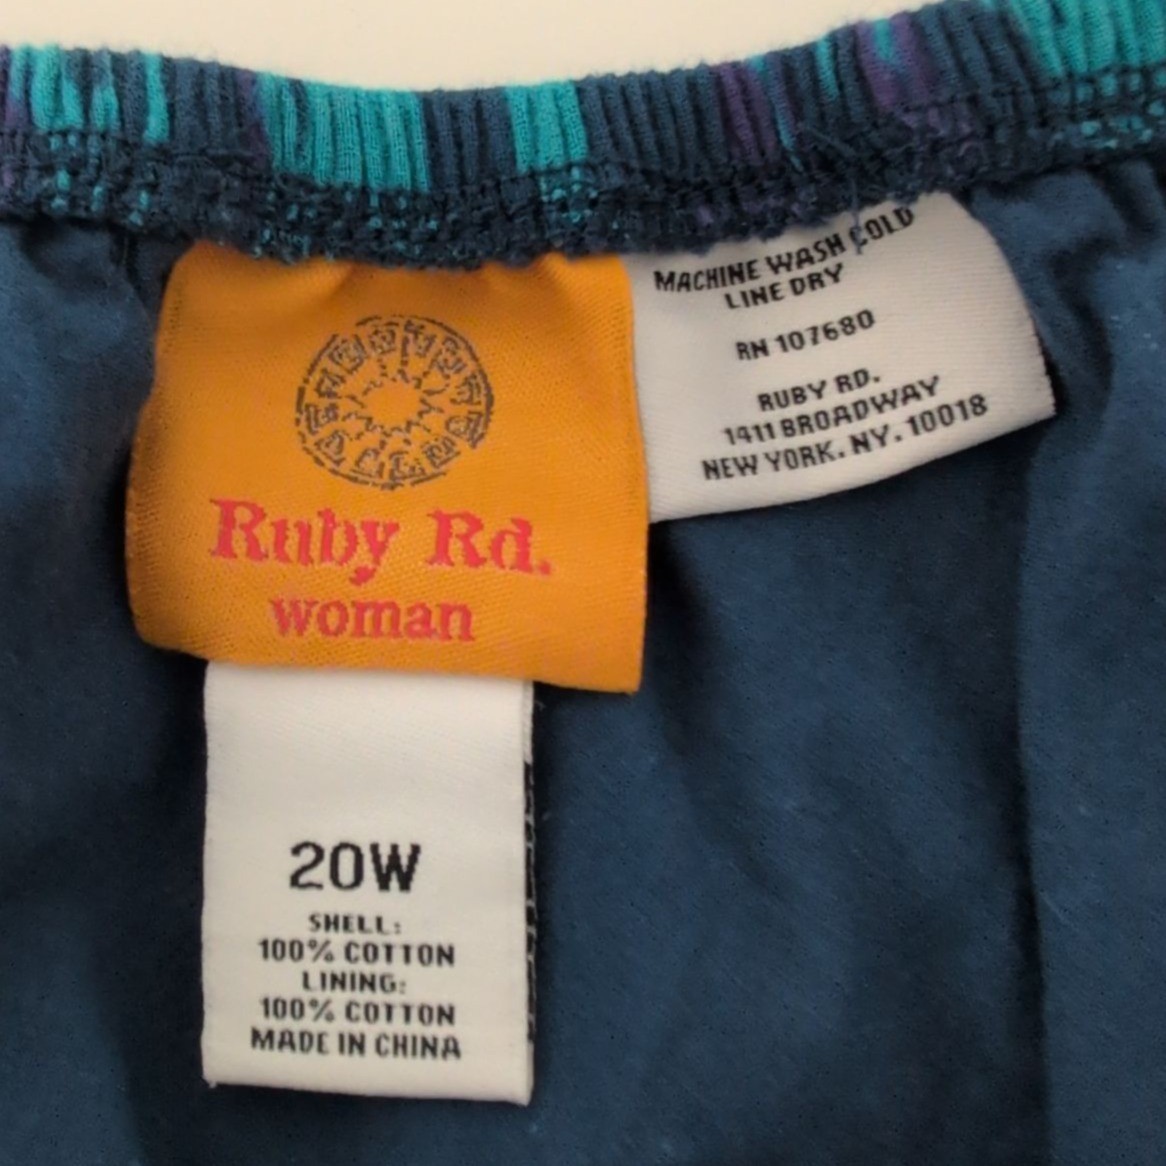 Ruby Rd.
woman
20W
SHELL:
100% COTTON
LINING:
100% COTTON
MADE IN CHINA
MACHINE WASH COLD
LINE DRY
RN 107680
RUBY RD.
1411 BROADWAY
NEW YORK. NY. 10018